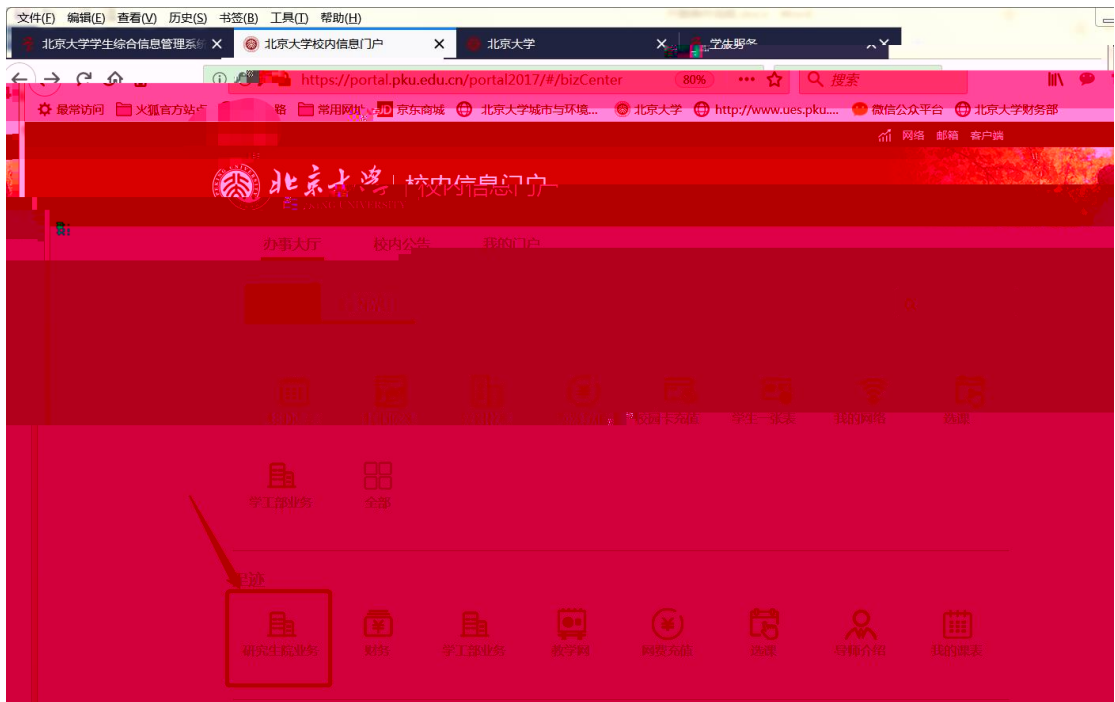 文件(F) 编辑(E) 查看(V) 历史(S) 书签(B) 工具(T) 帮助(H)
北京大学学生综合信息管理系统 北京大学校内信息门户 北京大学
https://portal.pku.edu.cn/portal2017/#/bizCenter 80% 搜索
最常访问 火狐官方站点 常用网址 JD 京东商城 北京大学城市与环境... 北京大学 http://www.ues.pku.... 微信公众平台 北京大学财务部
网络 邮箱 客户端
北京大学 校内信息门户
PEKING UNIVERSITY
办事大厅 校内公告 我的门户
校园卡充值 学生一张表 我的网络 选课
学工部业务 全部
足迹
研究生院业务 财务 学工部业务 教学网 网费充值 选课 导师介绍 我的课表